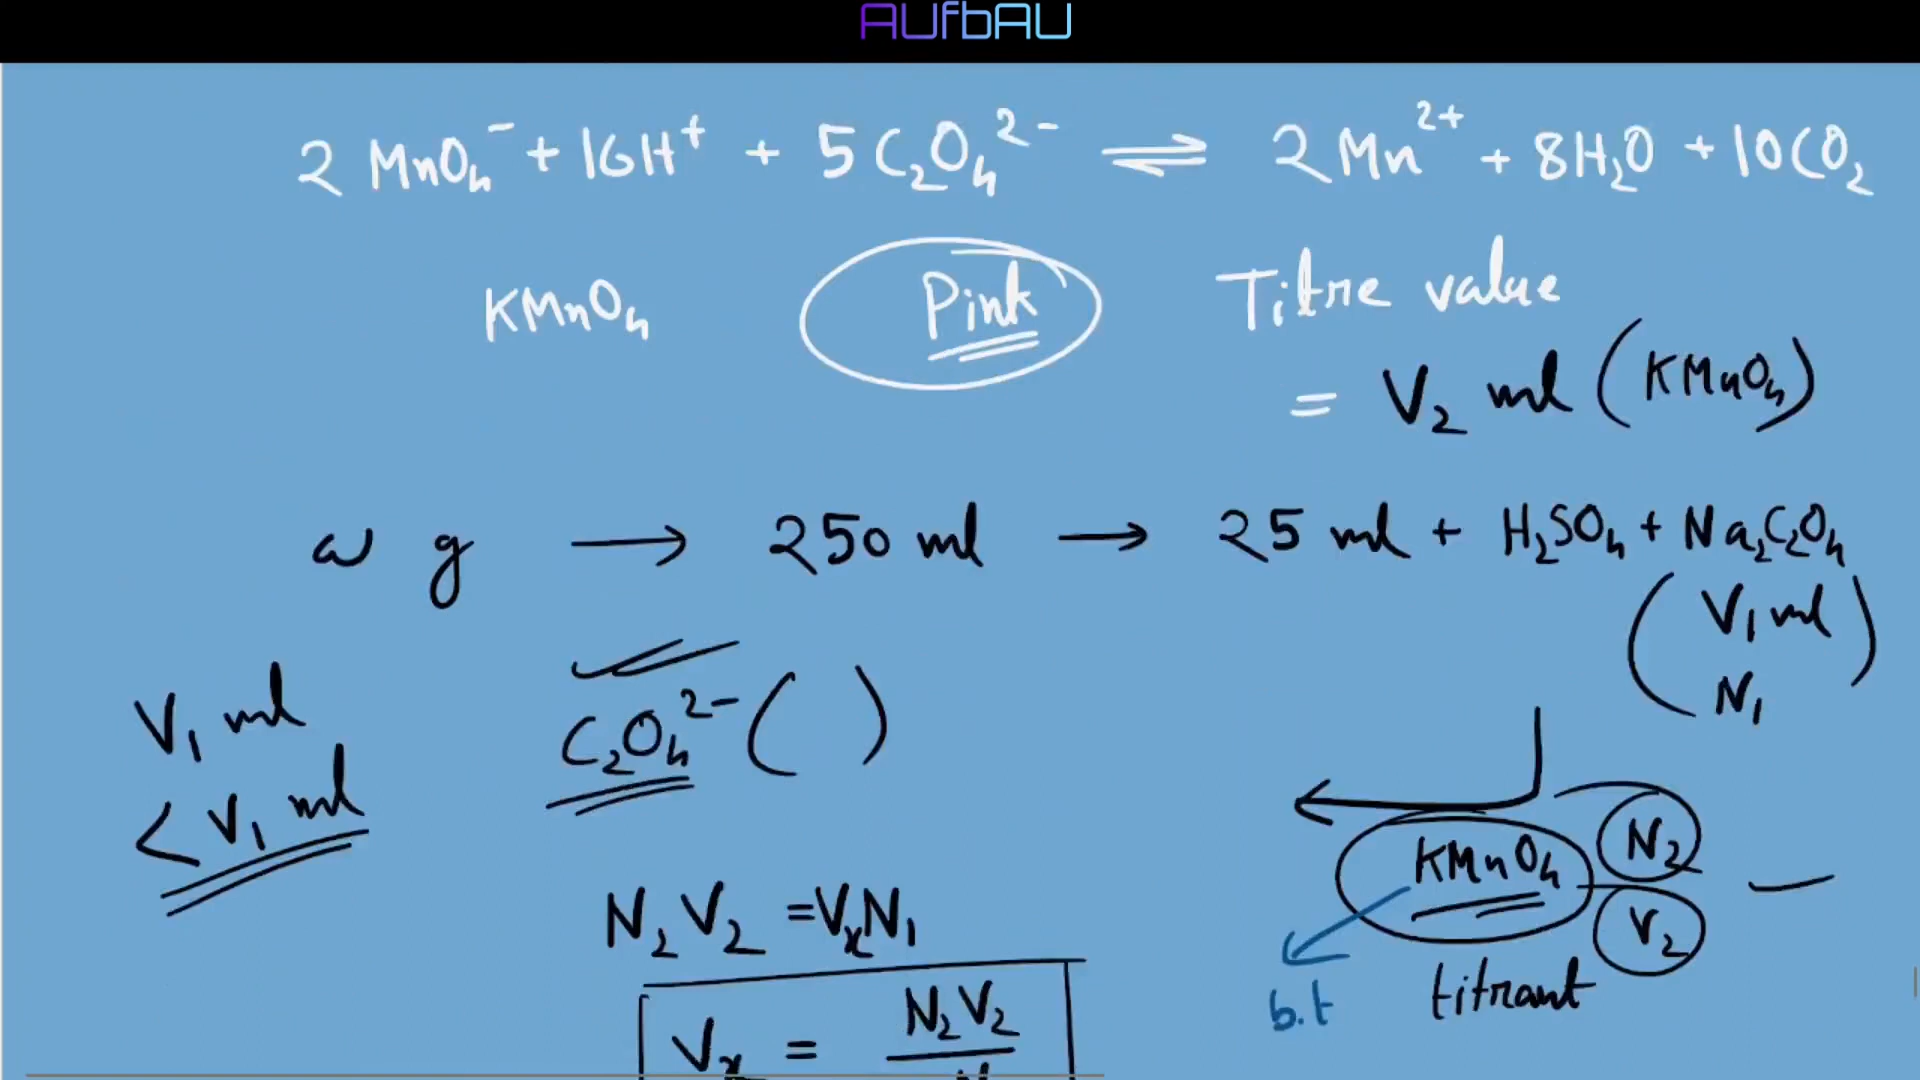 AUFBAU
2 MnO₄⁻ + 16H⁺ + 5 C₂O₄²⁻ ⇌ 2 Mn²⁺ + 8H₂O + 10CO₂
KMnO₄ Pink Titre value
= V₂ ml (KMnO₄)
w g → 250 ml → 25 ml + H₂SO₄ + Na₂C₂O₄
(V₁ ml
N₁)
V₁ ml C₂O₄²⁻ ( )
< V₁ ml
KMnO₄ N₂
V₂
N₂V₂ = VₓN₁
b.t titrant
Vₓ = N₂V₂